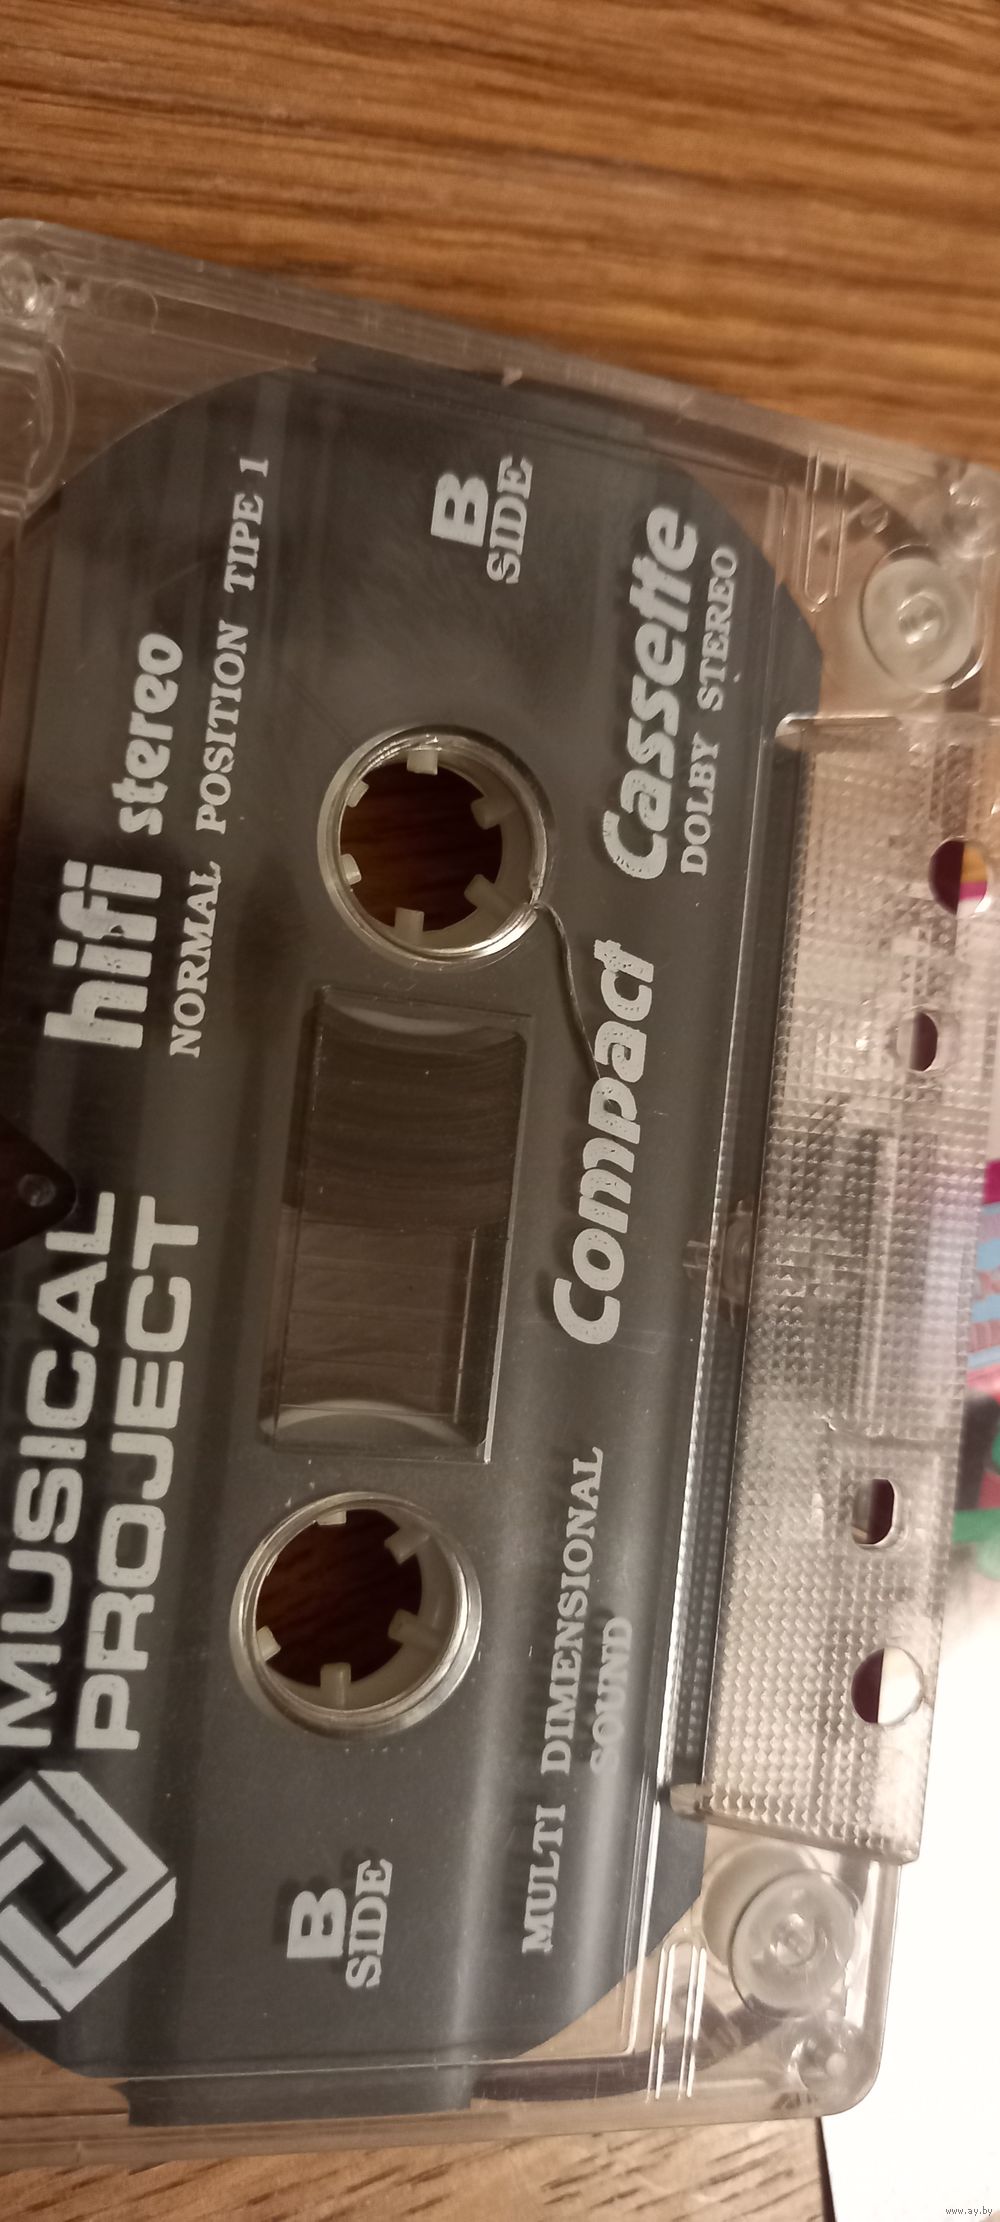 MUSICAL
PROJECT
hifi stereo
NORMAL POSITION TIPE 1
B
SIDE
B
SIDE
Compact Cassette
MULTI DIMENSIONAL
SOUND
DOLBY STEREO
www.ay.by